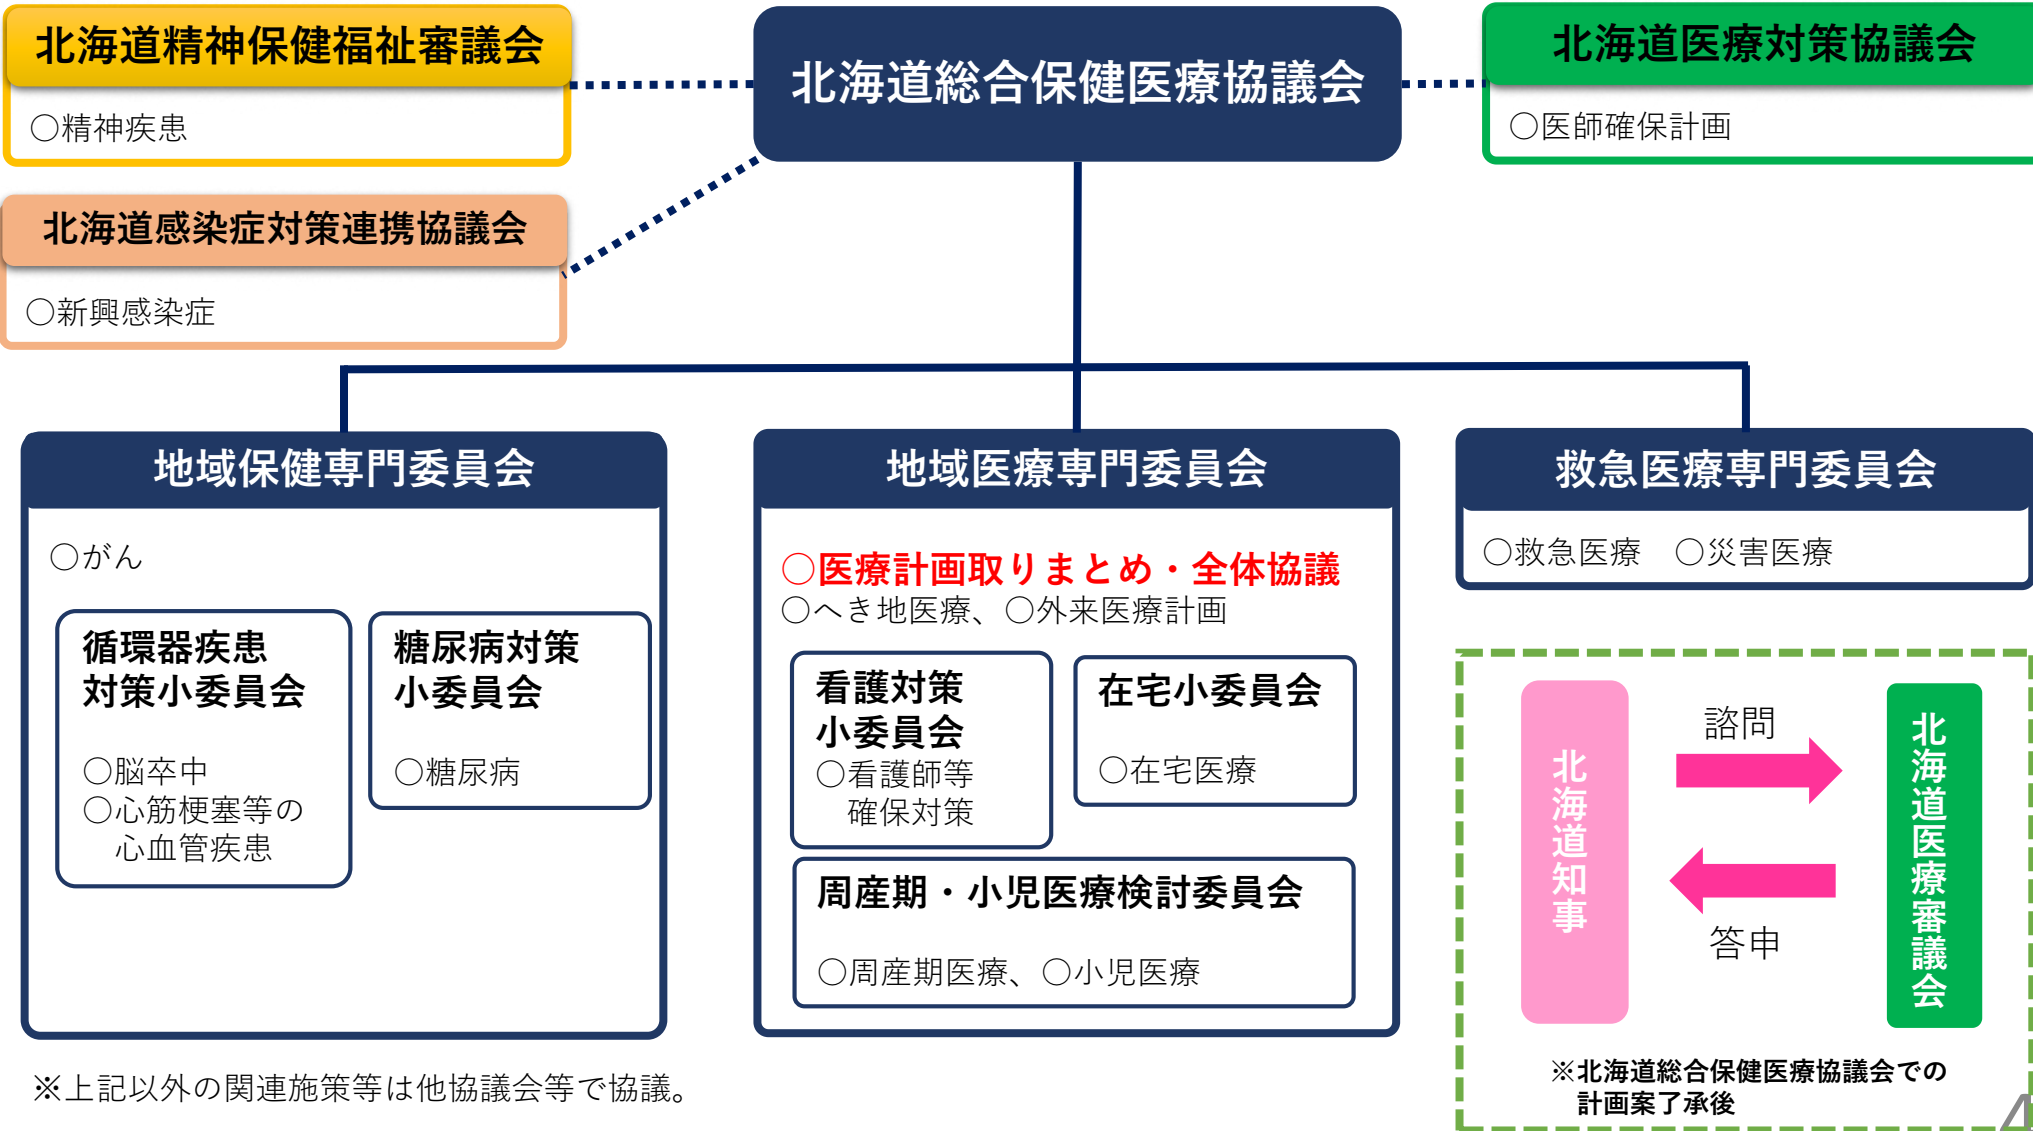 北海道精神保健福祉審議会
○精神疾患
北海道総合保健医療協議会
北海道医療対策協議会
○医師確保計画
北海道感染症対策連携協議会
○新興感染症
地域保健専門委員会
○がん
循環器疾患
対策小委員会
○脳卒中
○心筋梗塞等の
心血管疾患
糖尿病対策
小委員会
○糖尿病
地域医療専門委員会
○医療計画取りまとめ・全体協議
○へき地医療、○外来医療計画
看護対策
小委員会
○看護師等
確保対策
在宅小委員会
○在宅医療
周産期・小児医療検討委員会
○周産期医療、○小児医療
救急医療専門委員会
○救急医療　○災害医療
北海道知事
諮問
答申
北海道医療審議会
※北海道総合保健医療協議会での
計画案了承後
※上記以外の関連施策等は他協議会等で協議。
4